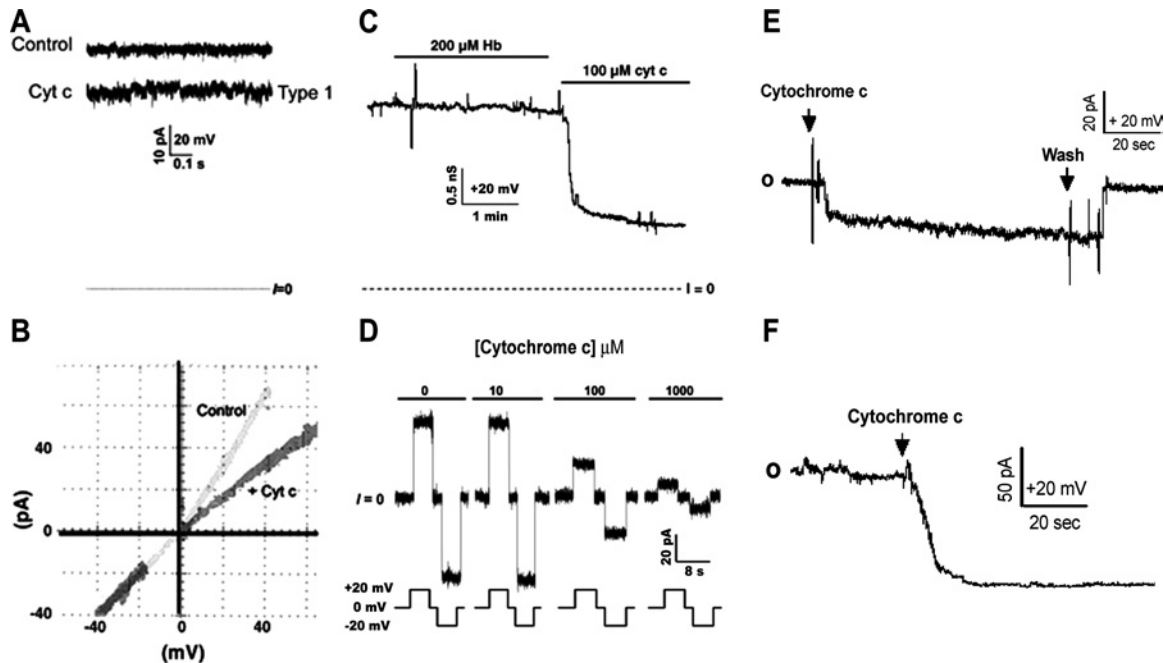 A
Control
Cyt c
Type 1
10 pA
20 mV
0.1 s
I=0
B
Control
+ Cyt c
(pA)
40
0
-40
-40
0
40
(mV)
C
200 µM Hb
100 µM cyt c
0.5 nS
+20 mV
1 min
I = 0
D
[Cytochrome c] µM
0
10
100
1000
I = 0
20 pA
8 s
+20 mV
0 mV
-20 mV
E
Cytochrome c
O
Wash
20 pA
+ 20 mV
20 sec
F
Cytochrome c
O
50 pA
+20 mV
20 sec